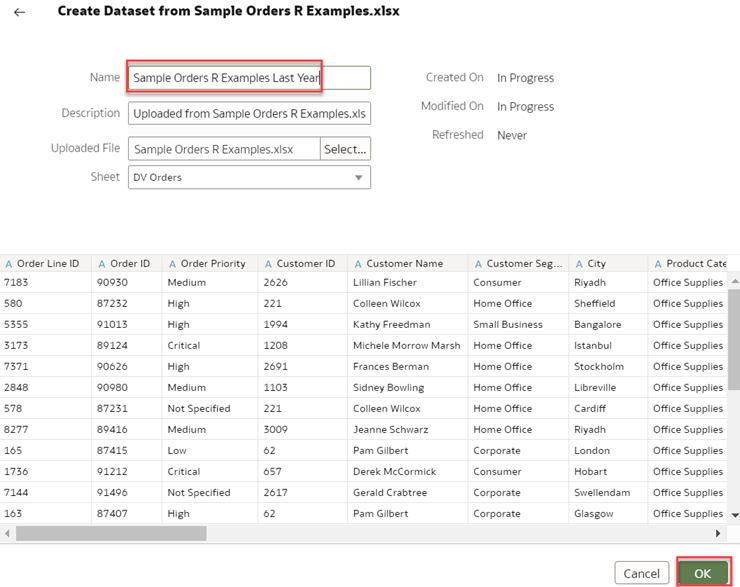 ← Create Dataset from Sample Orders R Examples.xlsx
Name Sample Orders R Examples Last Year Created On In Progress
Description Uploaded from Sample Orders R Examples.xls Modified On In Progress
Uploaded File Sample Orders R Examples.xlsx Select... Refreshed Never
Sheet DV Orders
A Order Line ID A Order ID A Order Priority A Customer ID A Customer Name A Customer Seg... A City A Product Cate
7183 90930 Medium 2626 Lillian Fischer Consumer Riyadh Office Supplies
580 87232 High 221 Colleen Wilcox Home Office Sheffield Office Supplies
5355 91013 High 1994 Kathy Freedman Small Business Bangalore Office Supplies
3173 89124 Critical 1208 Michele Morrow Marsh Home Office Istanbul Office Supplies
7371 90626 High 2691 Frances Berman Home Office Stockholm Office Supplies
2848 90980 Medium 1103 Sidney Bowling Home Office Libreville Office Supplies
578 87231 Not Specified 221 Colleen Wilcox Home Office Cardiff Office Supplies
8277 89416 Medium 3009 Jeanne Schwarz Home Office Riyadh Office Supplies
165 87415 Low 62 Pam Gilbert Corporate London Office Supplies
1736 91212 Critical 657 Derek McCormick Consumer Hobart Office Supplies
7144 91496 Not Specified 2617 Gerald Crabtree Corporate Swellendam Office Supplies
163 87407 High 62 Pam Gilbert Corporate Glasgow Office Supplies
Cancel OK